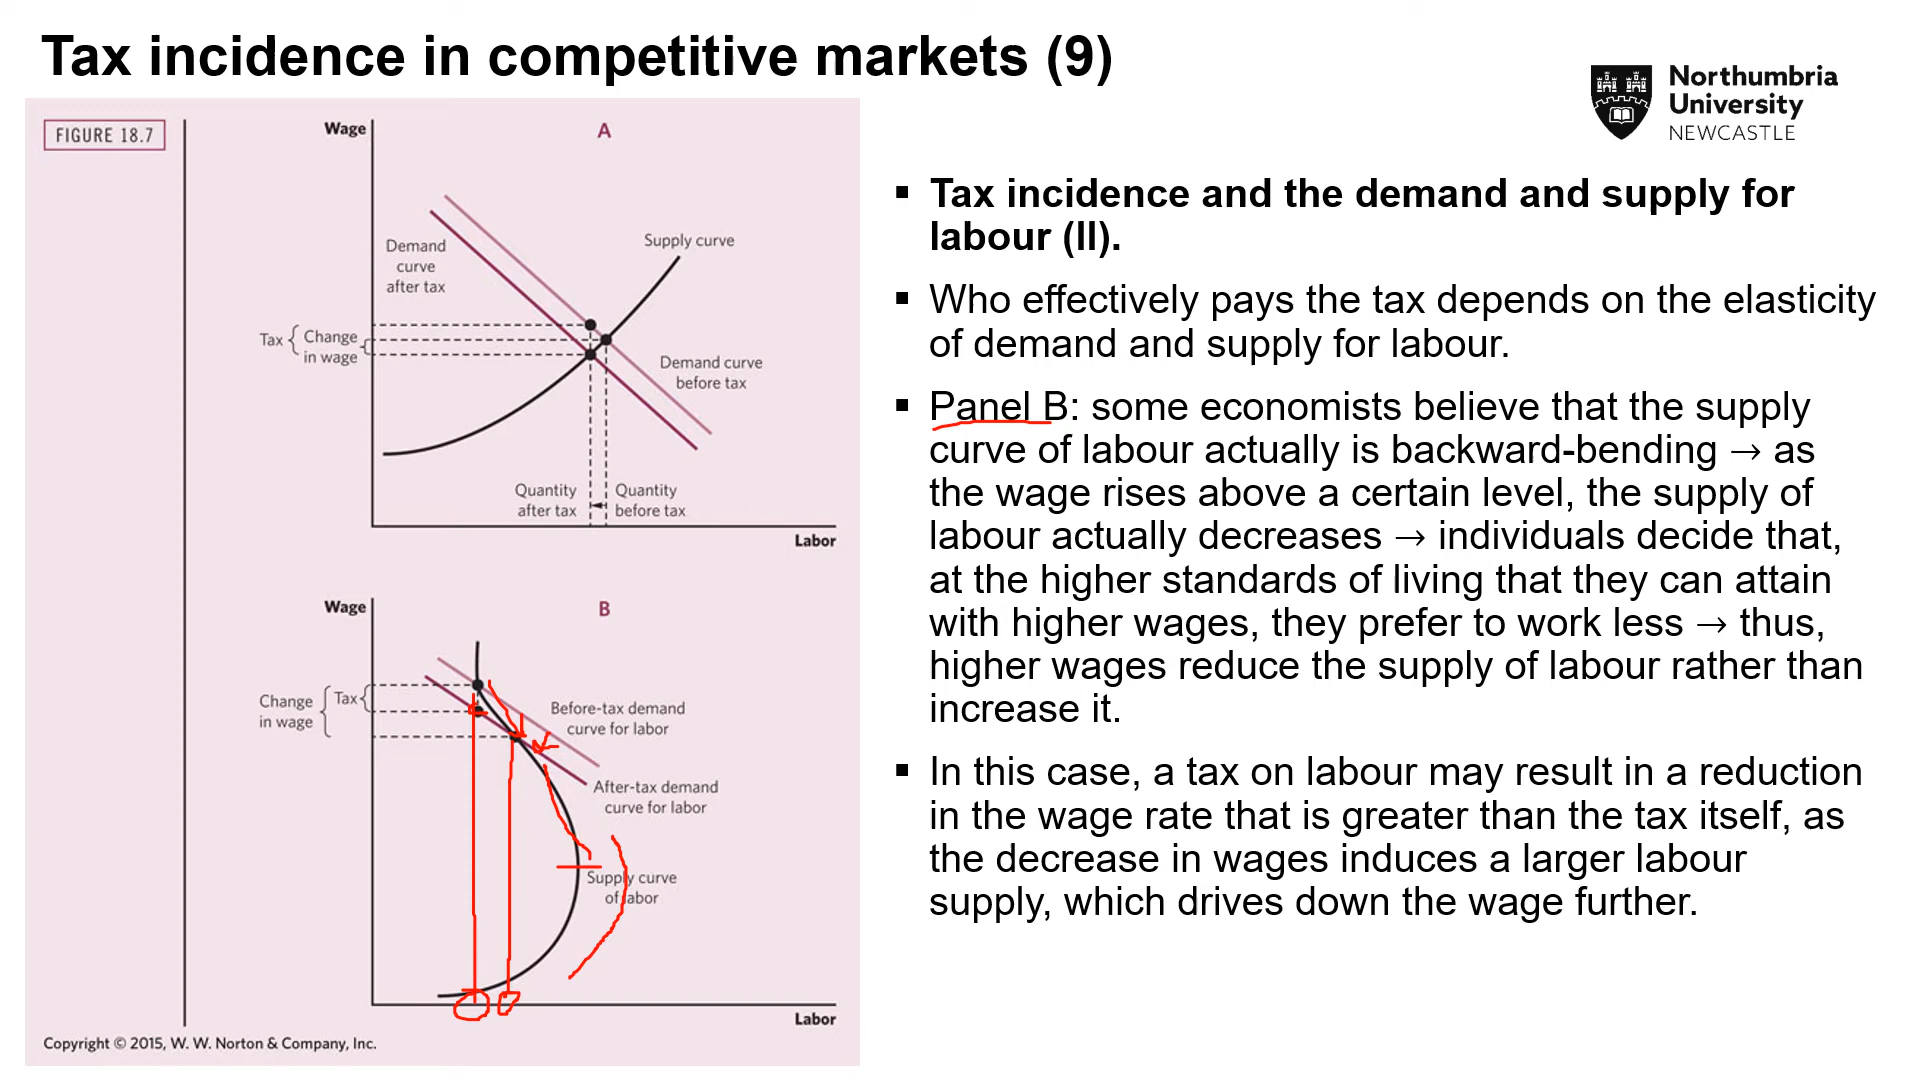 Tax incidence in competitive markets (9)
Northumbria
University
NEWCASTLE
FIGURE 18.7
Wage
A
Demand
curve
after tax
Supply curve
Tax
Change
in wage
Demand curve
before tax
Quantity
after tax
Quantity
before tax
Labor
Wage
B
Change
in wage
Tax
Before-tax demand
curve for labor
After-tax demand
curve for labor
Supply curve
of labor
Labor
Copyright © 2015, W. W. Norton & Company, Inc.
▪ Tax incidence and the demand and supply for
labour (II).
▪ Who effectively pays the tax depends on the elasticity
of demand and supply for labour.
▪ Panel B: some economists believe that the supply
curve of labour actually is backward-bending → as
the wage rises above a certain level, the supply of
labour actually decreases → individuals decide that,
at the higher standards of living that they can attain
with higher wages, they prefer to work less → thus,
higher wages reduce the supply of labour rather than
increase it.
▪ In this case, a tax on labour may result in a reduction
in the wage rate that is greater than the tax itself, as
the decrease in wages induces a larger labour
supply, which drives down the wage further.